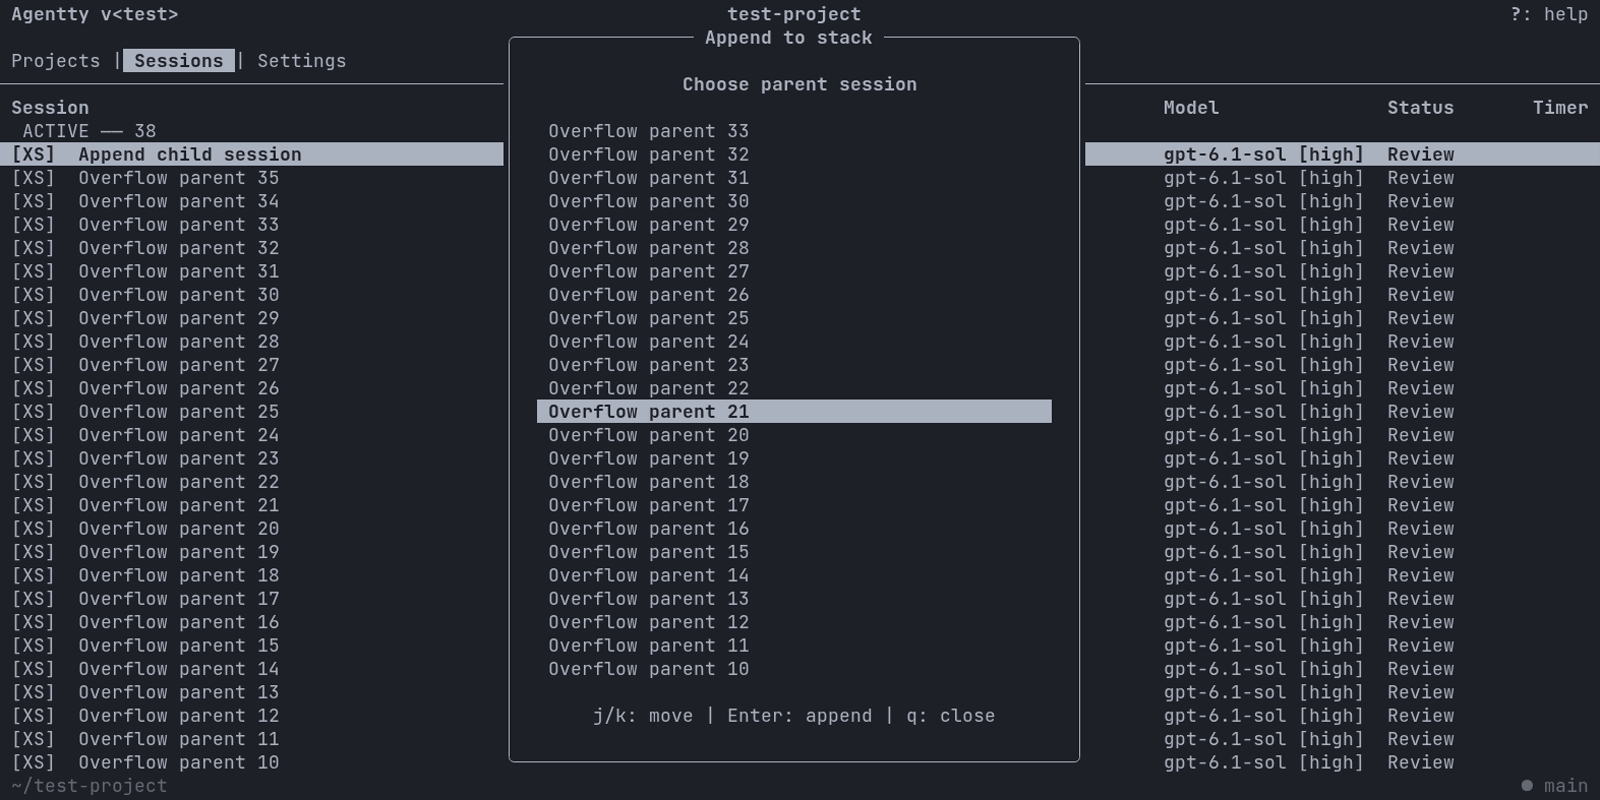 Agentty v<test> test-project ?: help
Append to stack
Projects | Sessions | Settings
Choose parent session
Session Model Status Timer
ACTIVE —— 38 Overflow parent 33
[XS] Append child session Overflow parent 32 gpt-6.1-sol [high] Review
[XS] Overflow parent 35 Overflow parent 31 gpt-6.1-sol [high] Review
[XS] Overflow parent 34 Overflow parent 30 gpt-6.1-sol [high] Review
[XS] Overflow parent 33 Overflow parent 29 gpt-6.1-sol [high] Review
[XS] Overflow parent 32 Overflow parent 28 gpt-6.1-sol [high] Review
[XS] Overflow parent 31 Overflow parent 27 gpt-6.1-sol [high] Review
[XS] Overflow parent 30 Overflow parent 26 gpt-6.1-sol [high] Review
[XS] Overflow parent 29 Overflow parent 25 gpt-6.1-sol [high] Review
[XS] Overflow parent 28 Overflow parent 24 gpt-6.1-sol [high] Review
[XS] Overflow parent 27 Overflow parent 23 gpt-6.1-sol [high] Review
[XS] Overflow parent 26 Overflow parent 22 gpt-6.1-sol [high] Review
[XS] Overflow parent 25 Overflow parent 21 gpt-6.1-sol [high] Review
[XS] Overflow parent 24 Overflow parent 20 gpt-6.1-sol [high] Review
[XS] Overflow parent 23 Overflow parent 19 gpt-6.1-sol [high] Review
[XS] Overflow parent 22 Overflow parent 18 gpt-6.1-sol [high] Review
[XS] Overflow parent 21 Overflow parent 17 gpt-6.1-sol [high] Review
[XS] Overflow parent 20 Overflow parent 16 gpt-6.1-sol [high] Review
[XS] Overflow parent 19 Overflow parent 15 gpt-6.1-sol [high] Review
[XS] Overflow parent 18 Overflow parent 14 gpt-6.1-sol [high] Review
[XS] Overflow parent 17 Overflow parent 13 gpt-6.1-sol [high] Review
[XS] Overflow parent 16 Overflow parent 12 gpt-6.1-sol [high] Review
[XS] Overflow parent 15 Overflow parent 11 gpt-6.1-sol [high] Review
[XS] Overflow parent 14 Overflow parent 10 gpt-6.1-sol [high] Review
[XS] Overflow parent 13 gpt-6.1-sol [high] Review
[XS] Overflow parent 12 j/k: move | Enter: append | q: close gpt-6.1-sol [high] Review
[XS] Overflow parent 11 gpt-6.1-sol [high] Review
[XS] Overflow parent 10 gpt-6.1-sol [high] Review
~/test-project ● main